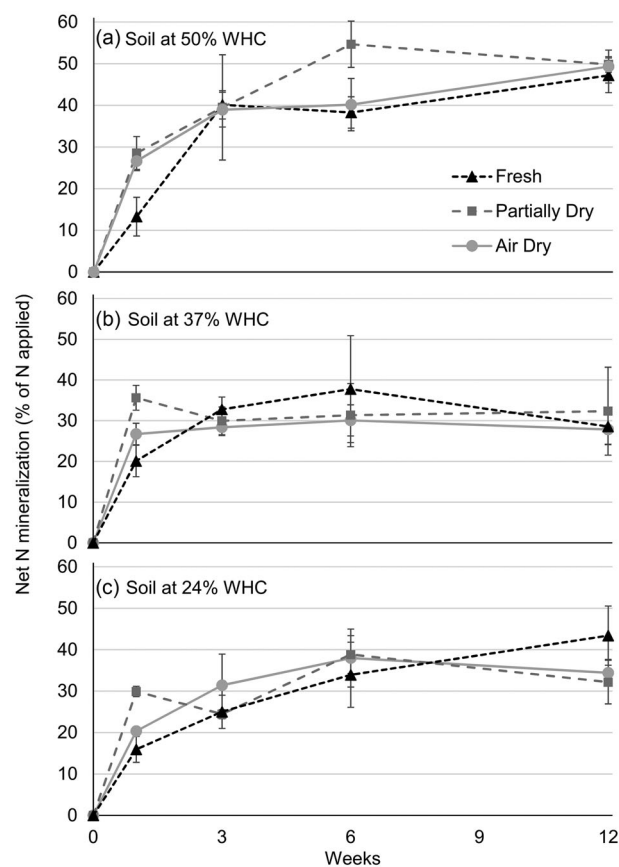 60
(a) Soil at 50% WHC
50
40
30
20
10
0
Fresh
Partially Dry
Air Dry
Net N mineralization (% of N applied)
60
(b) Soil at 37% WHC
50
40
30
20
10
0
60
(c) Soil at 24% WHC
50
40
30
20
10
0
0 3 6 9 12
Weeks